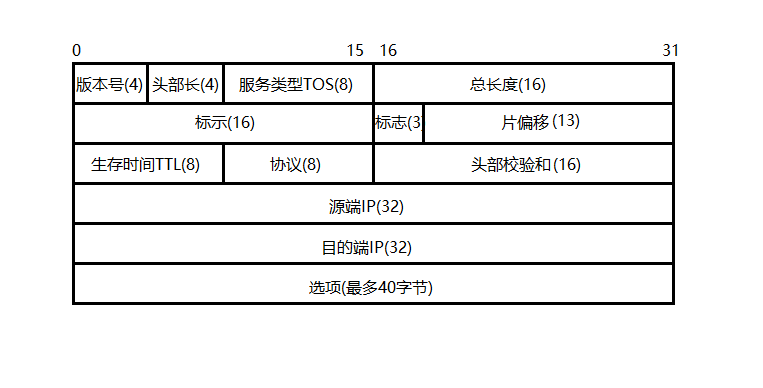 0 15 16 31
版本号(4) 头部长(4) 服务类型TOS(8) 总长度(16)
标示(16) 标志(3) 片偏移(13)
生存时间TTL(8) 协议(8) 头部校验和(16)
源端IP(32)
目的端IP(32)
选项(最多40字节)